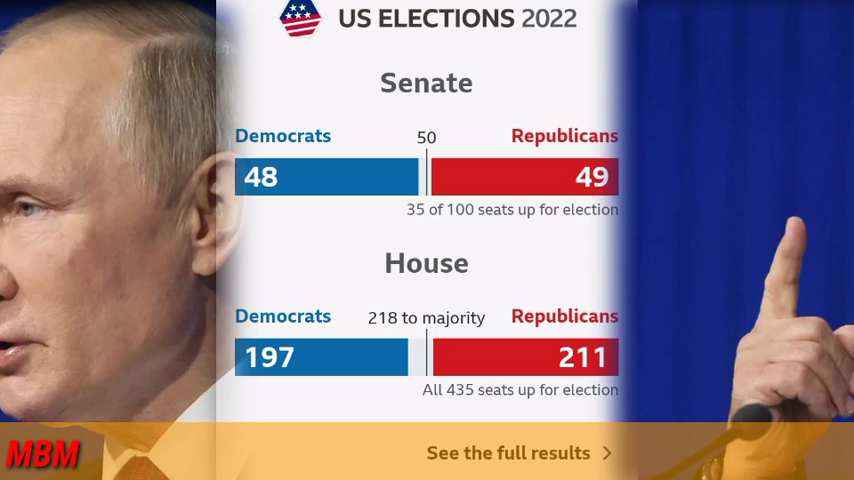 US ELECTIONS 2022
Senate
Democrats 50 Republicans
48 49
35 of 100 seats up for election
House
Democrats 218 to majority Republicans
197 211
All 435 seats up for election
MBM See the full results >